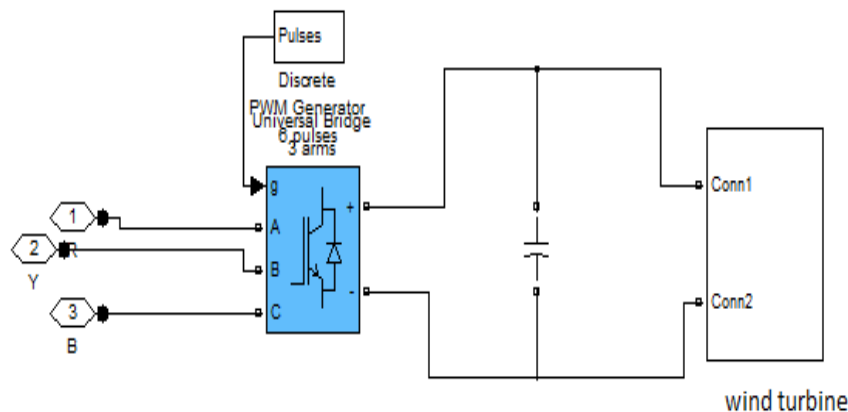 Pulses
Discrete
PWM Generator
Universal Bridge
6 pulses
3 arms
g
+
Conn1
1
A
R
2
B
Y
-
3
C
Conn2
B
wind turbine